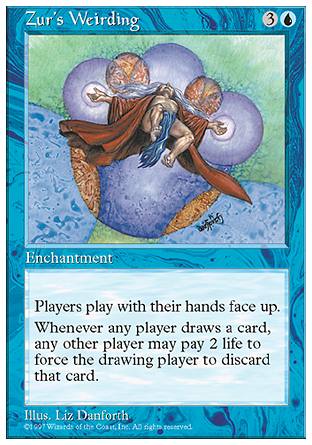 Zur's Weirding 3
Enchantment
Players play with their hands face up.
Whenever any player draws a card,
any other player may pay 2 life to
force the drawing player to discard
that card.
Illus. Liz Danforth
©1997 Wizards of the Coast, Inc. All rights reserved.